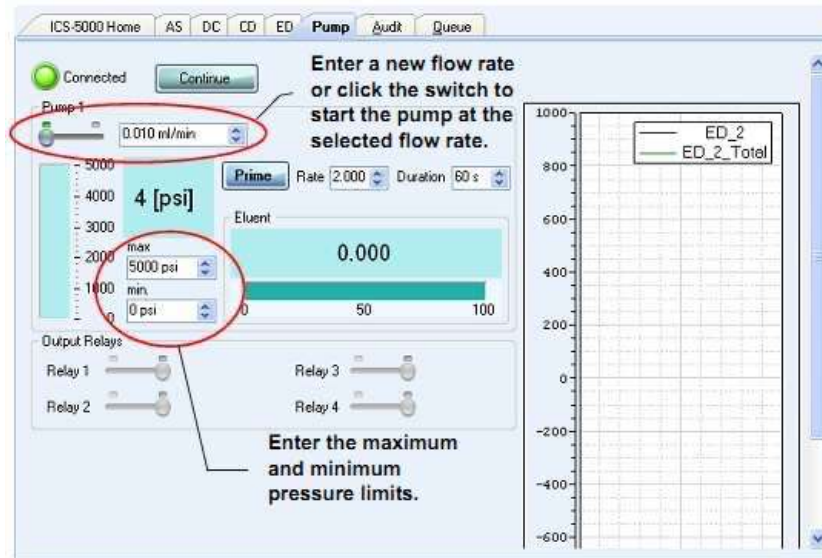 ICS-5000 Home AS DC CD ED Pump Audit Queue
Connected Continue
Enter a new flow rate
or click the switch to
start the pump at the
selected flow rate.
Pump 1
0.010 ml/min
5000
4000
3000
2000
1000
0
4 [psi]
max
5000 psi
min.
0 psi
Prime Rate 2.000 Duration 60 s
Eluent
0.000
0 50 100
Output Relays
Relay 1 Relay 3
Relay 2 Relay 4
Enter the maximum
and minimum
pressure limits.
1000
800
600
400
200
0
-200
-400
-600
ED_2
ED_2_Total